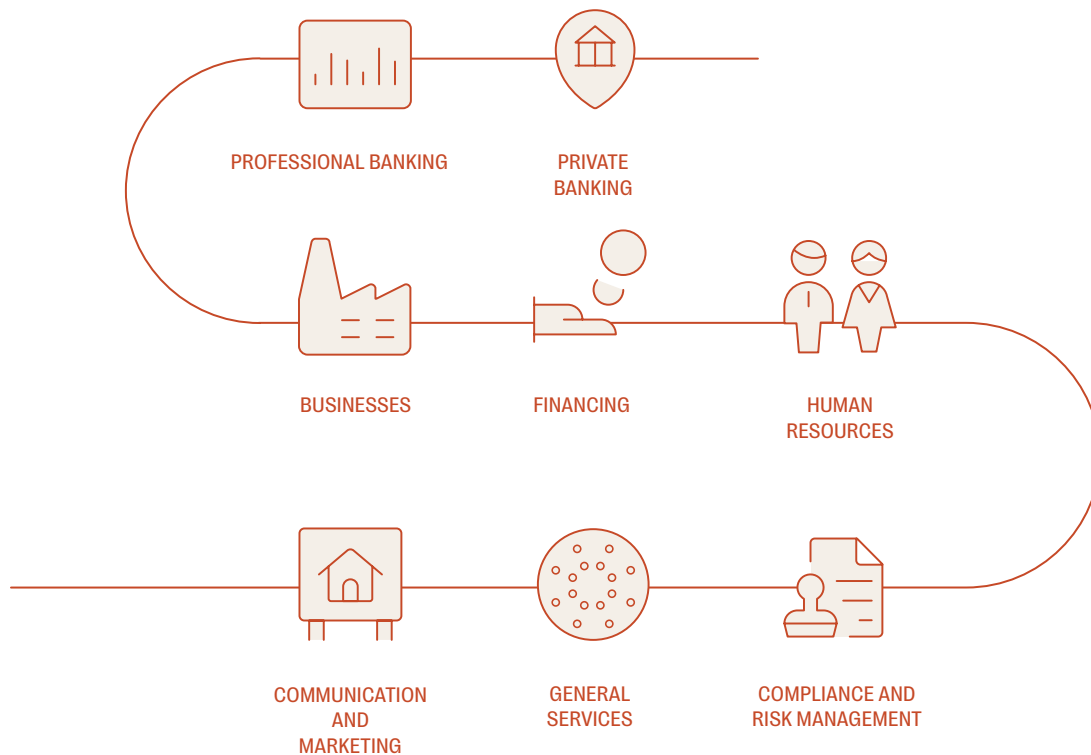 PROFESSIONAL BANKING
PRIVATE
BANKING
BUSINESSES
FINANCING
HUMAN
RESOURCES
COMMUNICATION
AND
MARKETING
GENERAL
SERVICES
COMPLIANCE AND
RISK MANAGEMENT